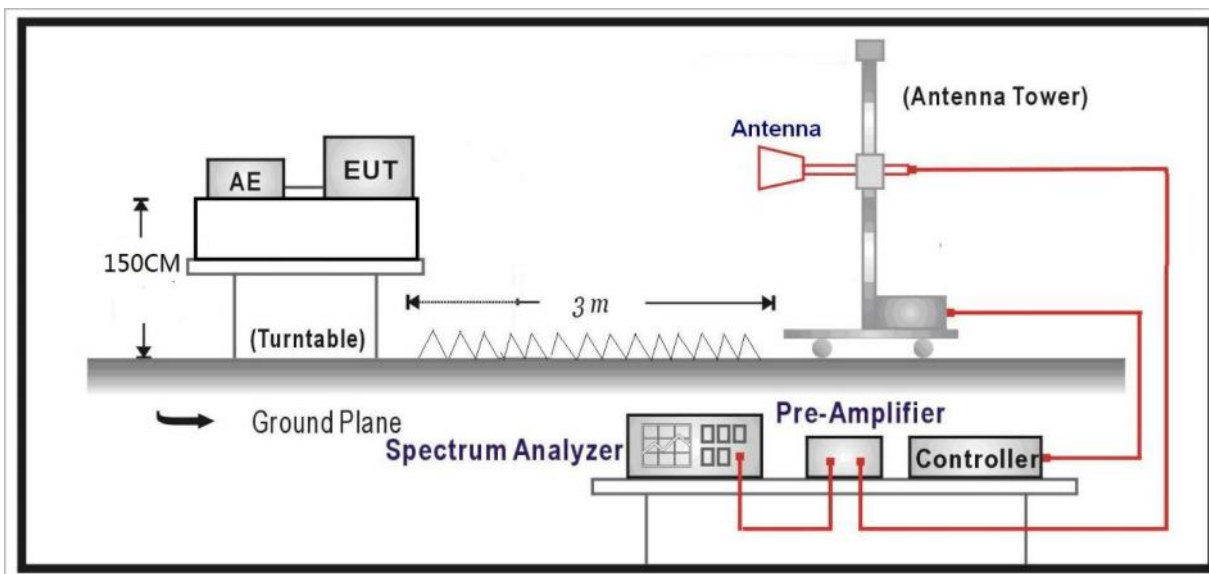 (Antenna Tower)
Antenna
AE
EUT
150CM
3 m
(Turntable)
Ground Plane
Pre-Amplifier
Spectrum Analyzer
Controller